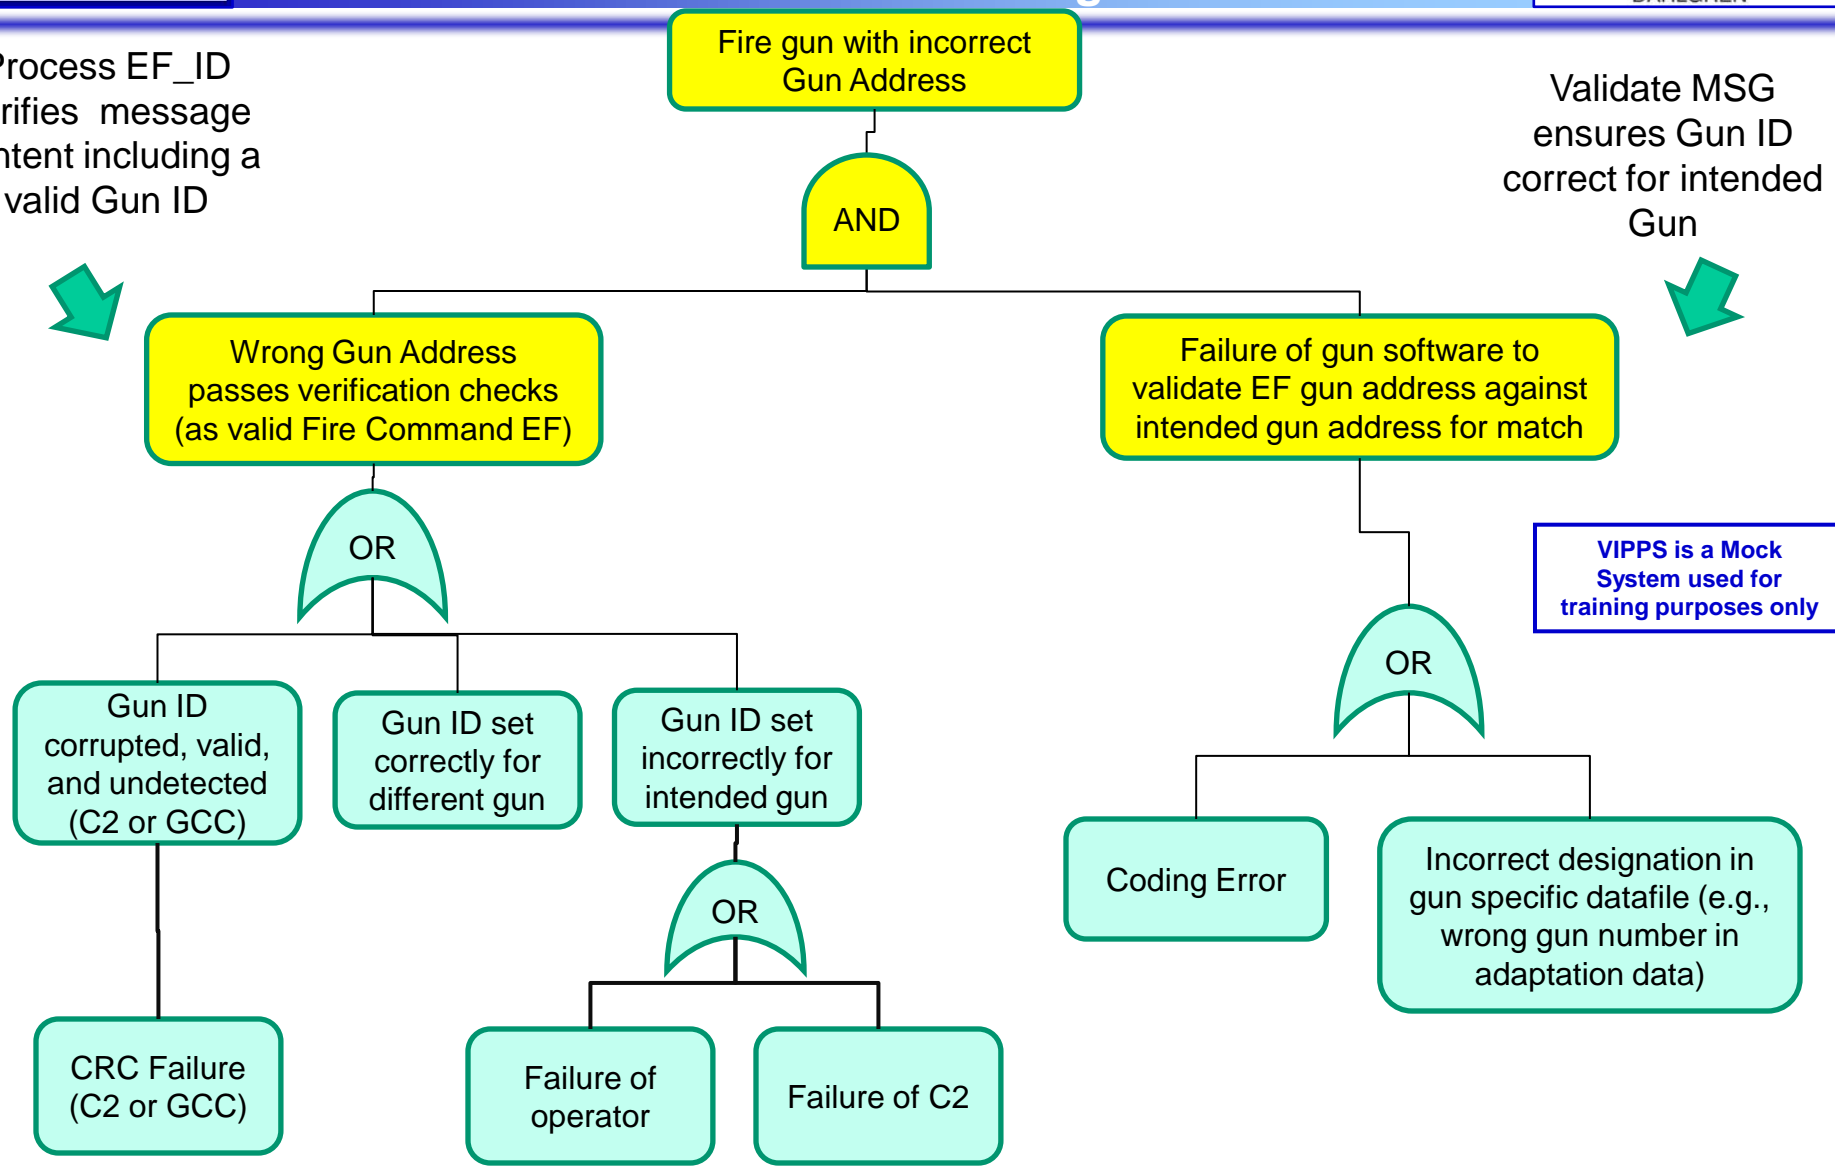 Fire gun with incorrect
Gun Address
Process EF_ID
rifies message
ntent including a
valid Gun ID
Validate MSG
ensures Gun ID
correct for intended
Gun
AND
Wrong Gun Address
passes verification checks
(as valid Fire Command EF)
Failure of gun software to
validate EF gun address against
intended gun address for match
OR
VIPPS is a Mock
System used for
training purposes only
OR
Gun ID
corrupted, valid,
and undetected
(C2 or GCC)
Gun ID set
correctly for
different gun
Gun ID set
incorrectly for
intended gun
OR
Coding Error
Incorrect designation in
gun specific datafile (e.g.,
wrong gun number in
adaptation data)
CRC Failure
(C2 or GCC)
Failure of
operator
Failure of C2